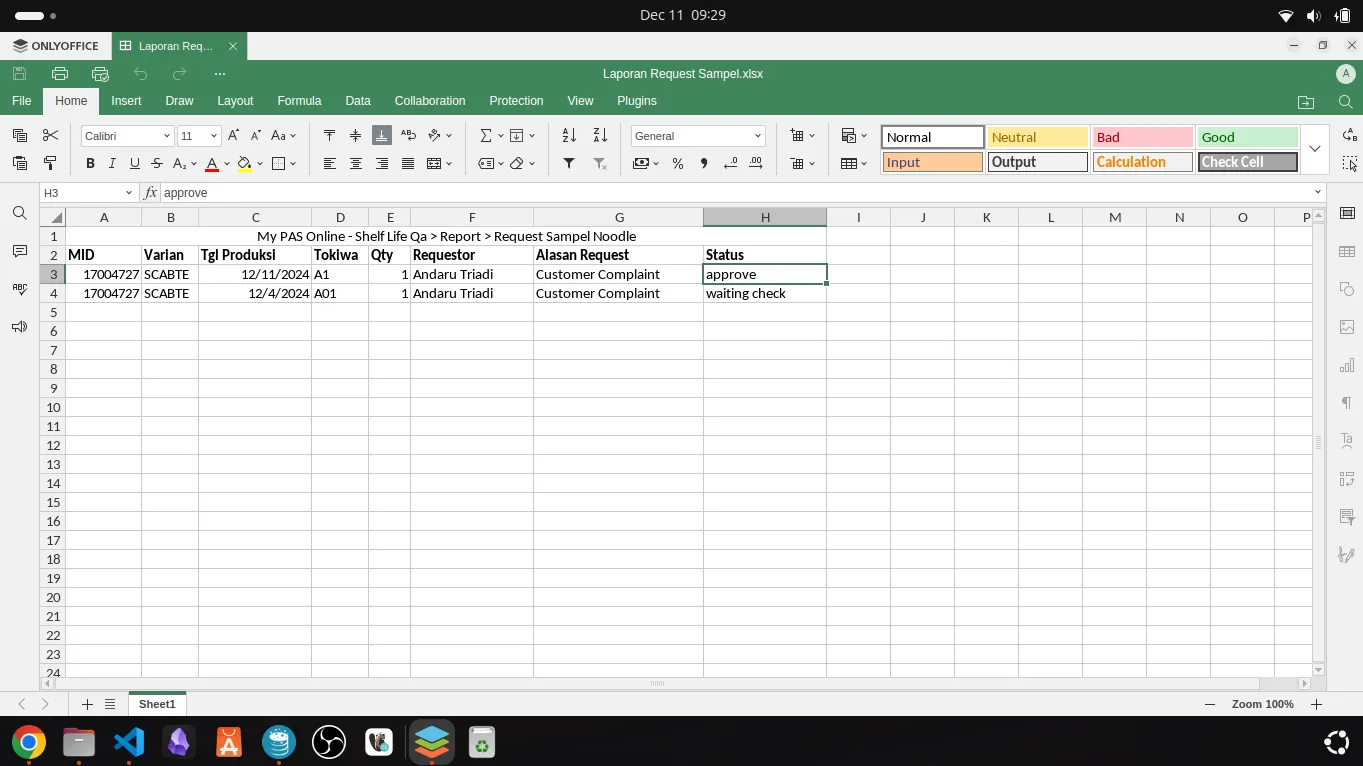 Dec 11 09:29
ONLYOFFICE
Laporan Req...
Laporan Request Sampel.xlsx
A
File Home Insert Draw Layout Formula Data Collaboration Protection View Plugins
Calibri 11 General
Normal Neutral Bad Good
Input Output Calculation Check Cell
H3 fx approve
A B C D E F G H I J K L M N O P
1 My PAS Online - Shelf Life Qa > Report > Request Sampel Noodle
2 MID Varian Tgl Produksi Tokiwa Qty Requestor Alasan Request Status
3 17004727 SCABTE 12/11/2024 A1 1 Andaru Triadi Customer Complaint approve
4 17004727 SCABTE 12/4/2024 A01 1 Andaru Triadi Customer Complaint waiting check
5
6
7
8
9
10
11
12
13
14
15
16
17
18
19
20
21
22
23
24
Sheet1
Zoom 100%